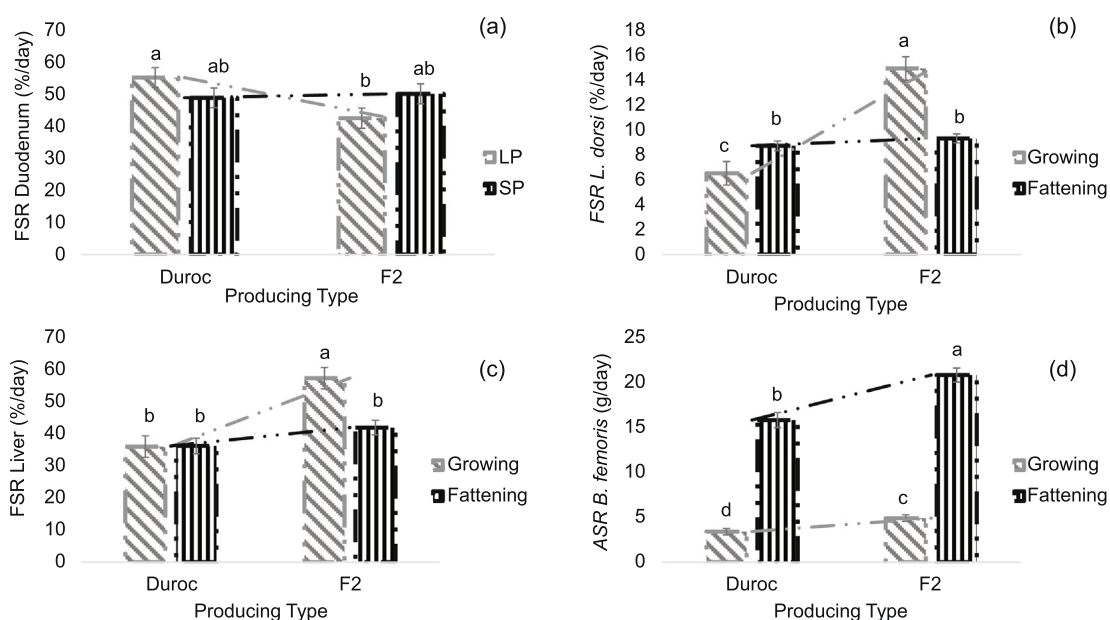 (a)
FSR Duodenum (%/day)
70
60
50
40
30
20
10
0
a
ab
b
ab
LP
SP
Duroc
F2
Producing Type
(b)
FSR L. dorsi (%/day)
18
16
14
12
10
8
6
4
2
0
c
b
a
b
Growing
Fattening
Duroc
F2
Producing Type
(c)
FSR Liver (%/day)
70
60
50
40
30
20
10
0
b
b
a
b
Growing
Fattening
Duroc
F2
Producing Type
(d)
ASR B. femoris (g/day)
25
20
15
10
5
0
d
b
c
a
Growing
Fattening
Duroc
F2
Producing Type